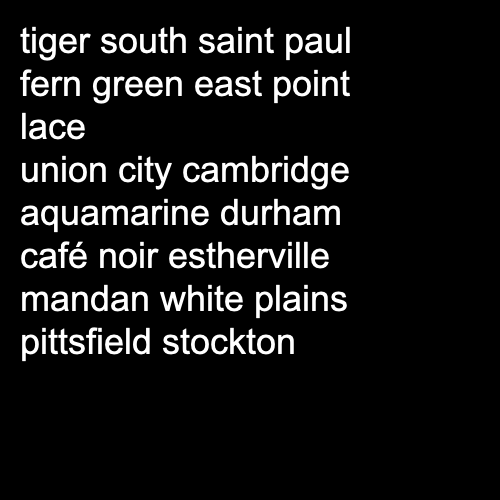 tiger south saint paul
fern green east point
lace
union city cambridge
aquamarine durham
café noir estherville
mandan white plains
pittsfield stockton